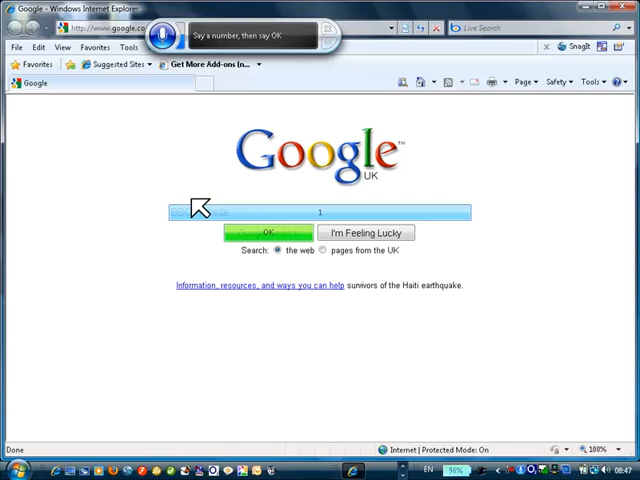 Google - Windows Internet Explorer
http://www.google.co
Say a number, then say OK
Live Search
File Edit View Favorites Tools
SnagIt
Favorites Suggested Sites Get More Add-ons (n...
Google
Page Safety Tools
Google™
UK
1
OK I'm Feeling Lucky
Search: the web pages from the UK
Information, resources, and ways you can help survivors of the Haiti earthquake.
Done Internet | Protected Mode: On 100%
EN 96% 08:47